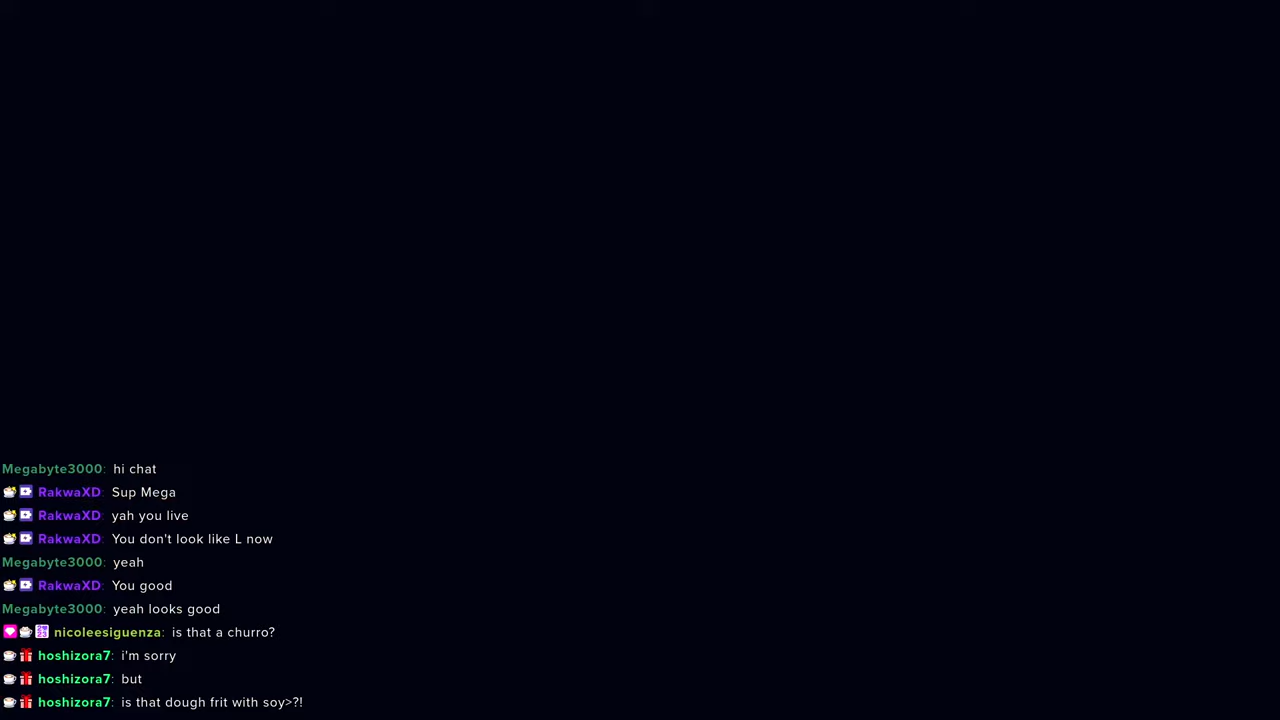 Megabyte3000: hi chat
RakwaXD: Sup Mega
RakwaXD: yah you live
RakwaXD: You don't look like L now
Megabyte3000: yeah
RakwaXD: You good
Megabyte3000: yeah looks good
nicoleesiguenza: is that a churro?
hoshizora7: i'm sorry
hoshizora7: but
hoshizora7: is that dough frit with soy>?!